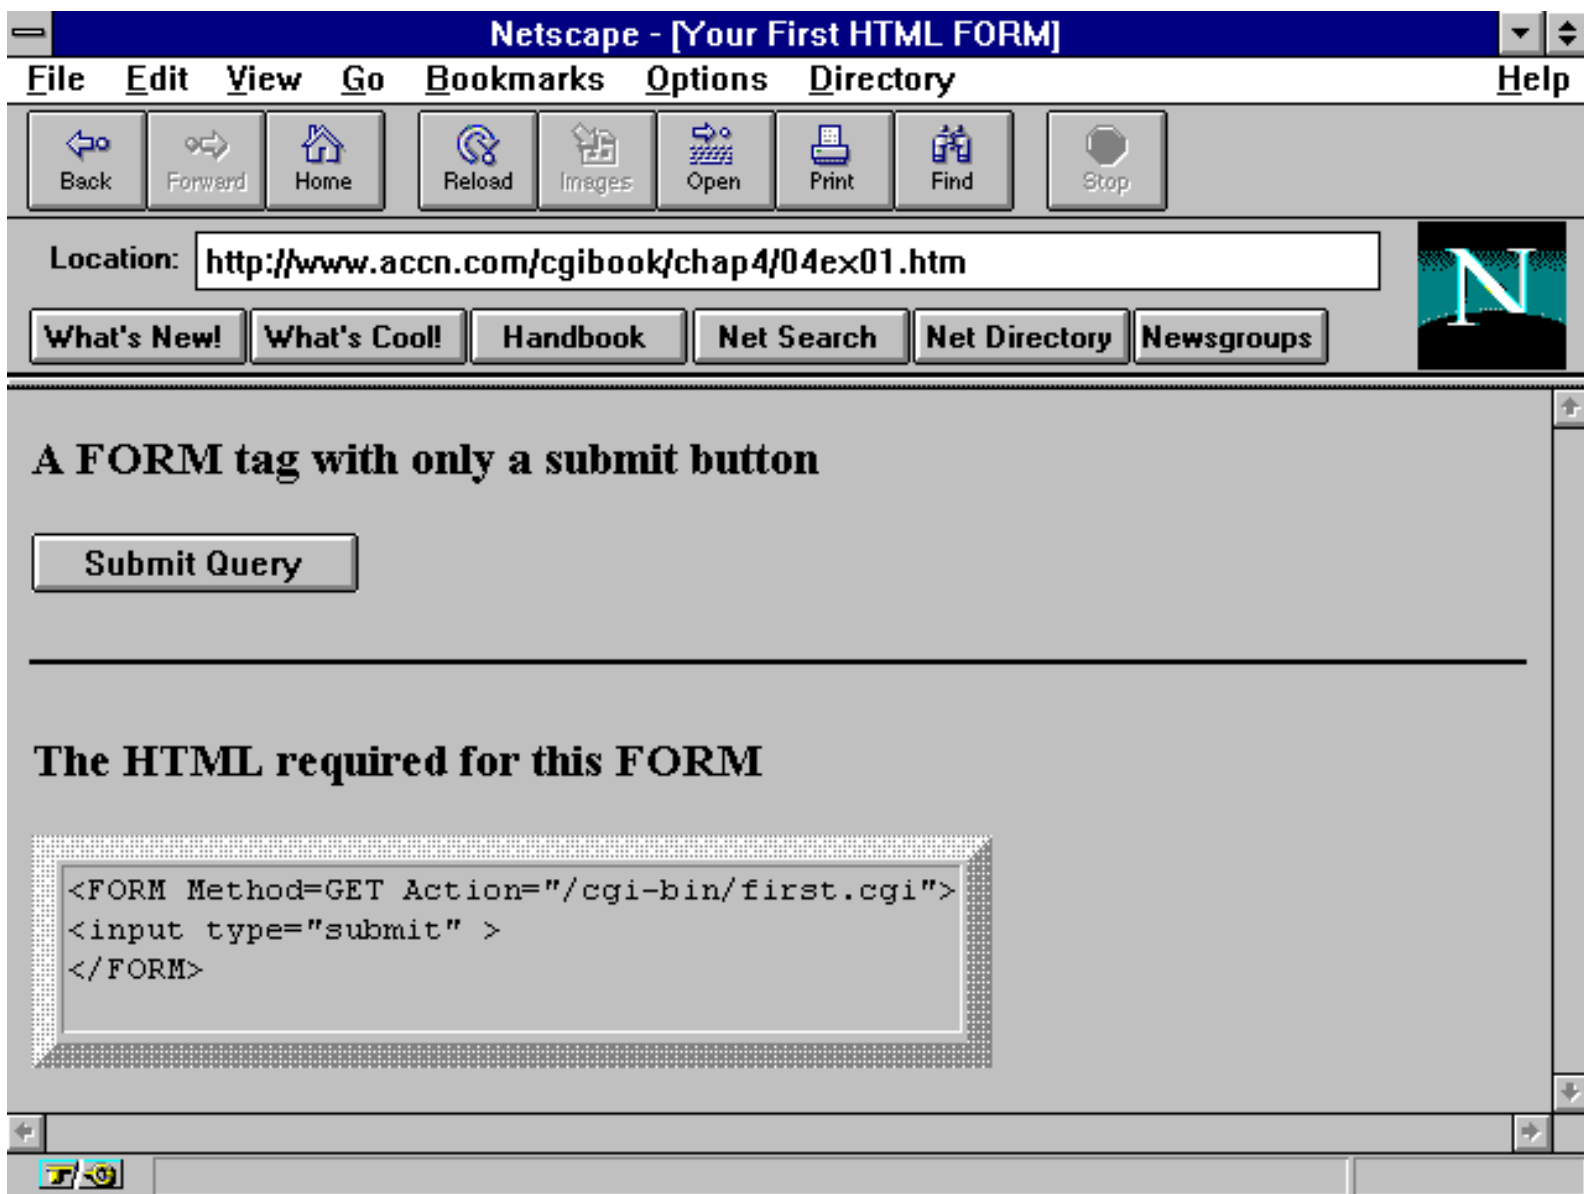 Netscape - [Your First HTML FORM]
File Edit View Go Bookmarks Options Directory Help
Back Forward Home Reload Images Open Print Find Stop
Location: http://www.accn.com/cgibook/chap4/04ex01.htm
N
What's New! What's Cool! Handbook Net Search Net Directory Newsgroups
A FORM tag with only a submit button
Submit Query
The HTML required for this FORM
<FORM Method=GET Action="/cgi-bin/first.cgi">
<input type="submit" >
</FORM>